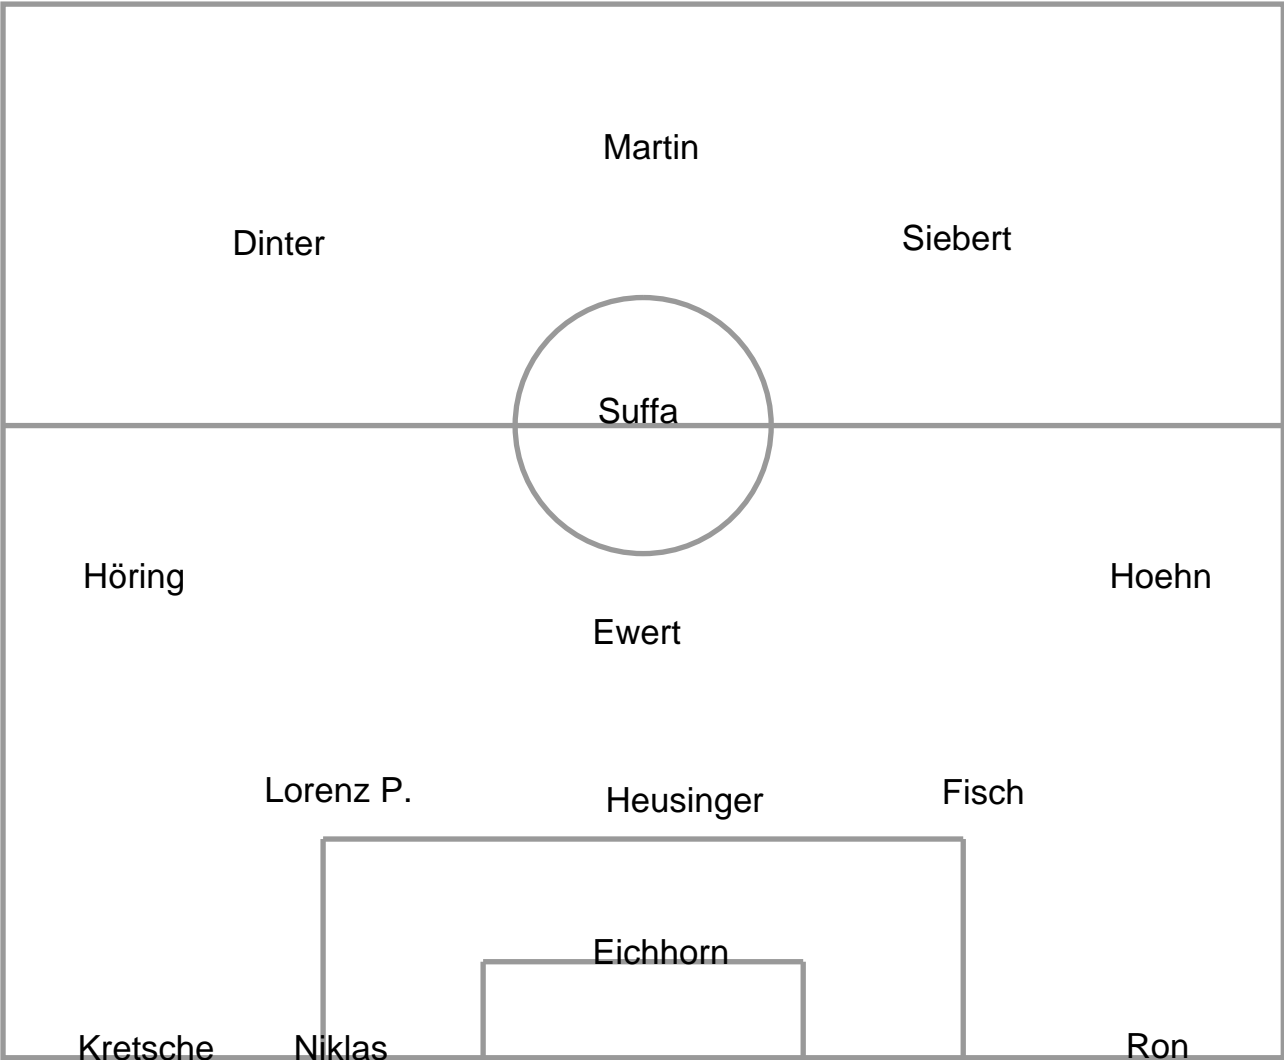 Martin
Dinter
Siebert
Suffa
Höring
Hoehn
Ewert
Lorenz P.
Heusinger
Fisch
Eichhorn
Kretsche
Niklas
Ron